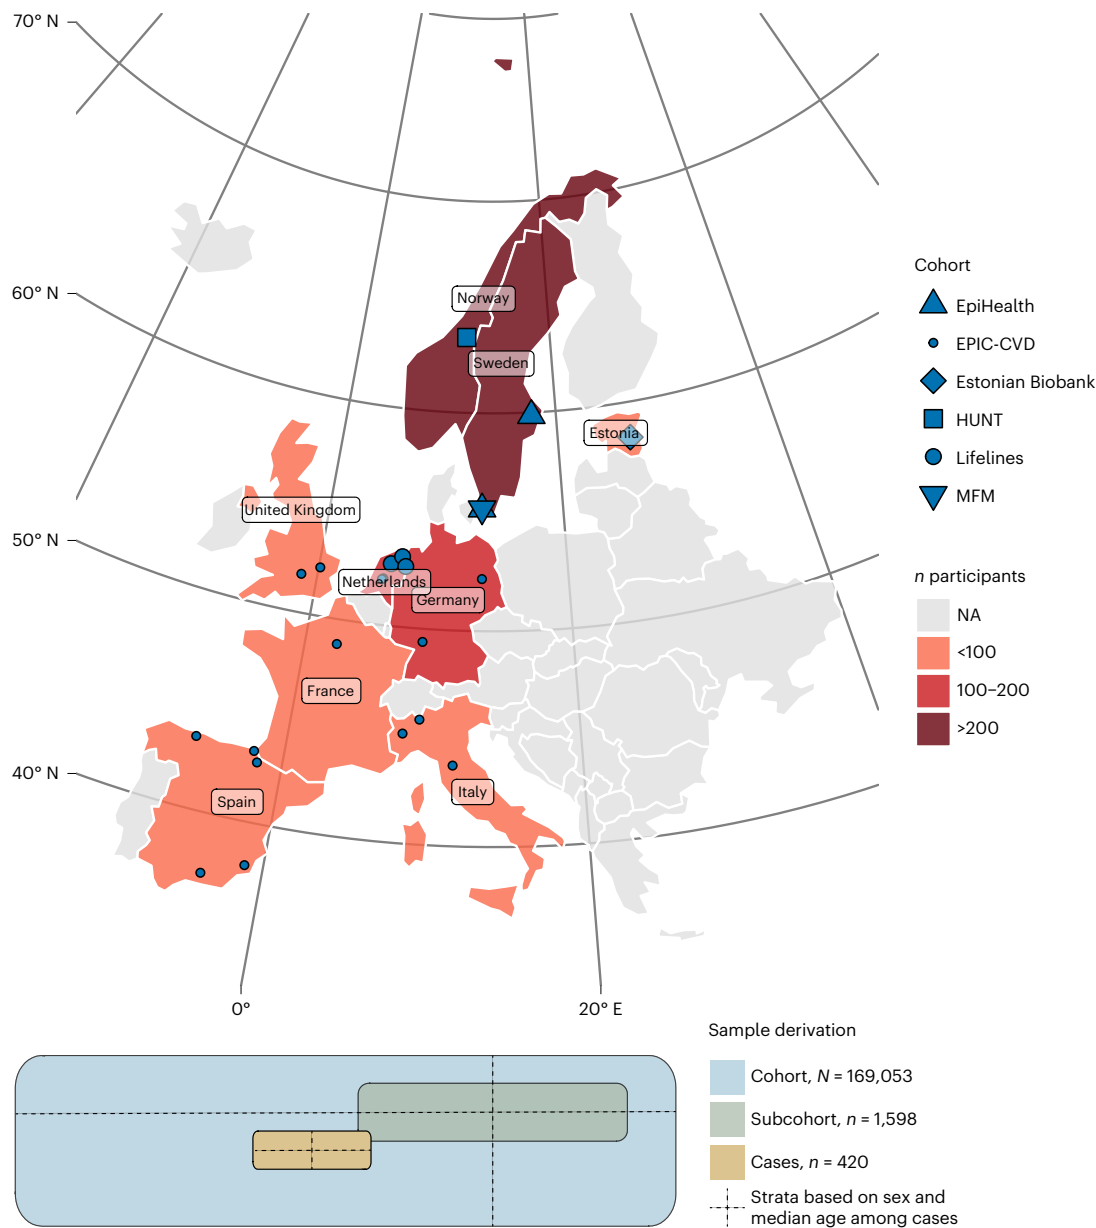 70° N
60° N
50° N
40° N
0°
20° E
Norway
Sweden
Estonia
United Kingdom
Netherlands
Germany
France
Spain
Italy
Cohort
EpiHealth
EPIC-CVD
Estonian Biobank
HUNT
Lifelines
MFM
n participants
NA
<100
100–200
>200
Sample derivation
Cohort, N = 169,053
Subcohort, n = 1,598
Cases, n = 420
Strata based on sex and
median age among cases